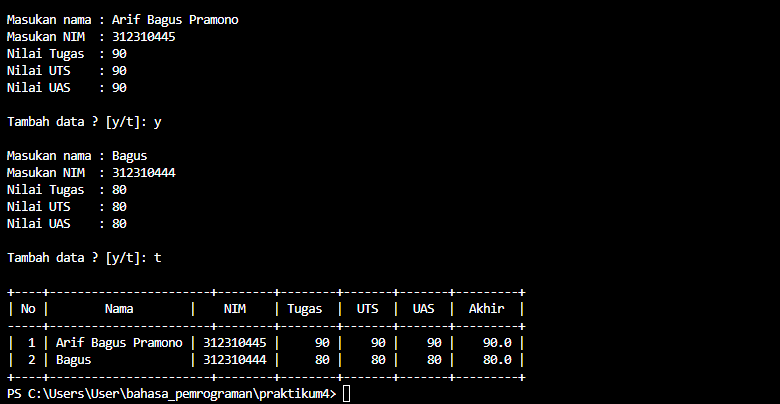 Masukan nama : Arif Bagus Pramono
Masukan NIM  : 312310445
Nilai Tugas  : 90
Nilai UTS    : 90
Nilai UAS    : 90
Tambah data ? [y/t]: y
Masukan nama : Bagus
Masukan NIM  : 312310444
Nilai Tugas  : 80
Nilai UTS    : 80
Nilai UAS    : 80
Tambah data ? [y/t]: t
+----+-----------------------+--------+--------+-------+-------+---------+
| No |        Nama        |    NIM    | Tugas |  UTS  |  UAS  |  Akhir  |
-----+-----------------------+--------+--------+-------+-------+---------+
|  1 | Arif Bagus Pramono | 312310445 |    90 |    90 |    90 |    90.0 |
|  2 | Bagus              | 312310444 |    80 |    80 |    80 |    80.0 |
+----+-----------------------+--------+--------+-------+-------+---------+
PS C:\Users\User\bahasa_pemrograman\praktikum4>